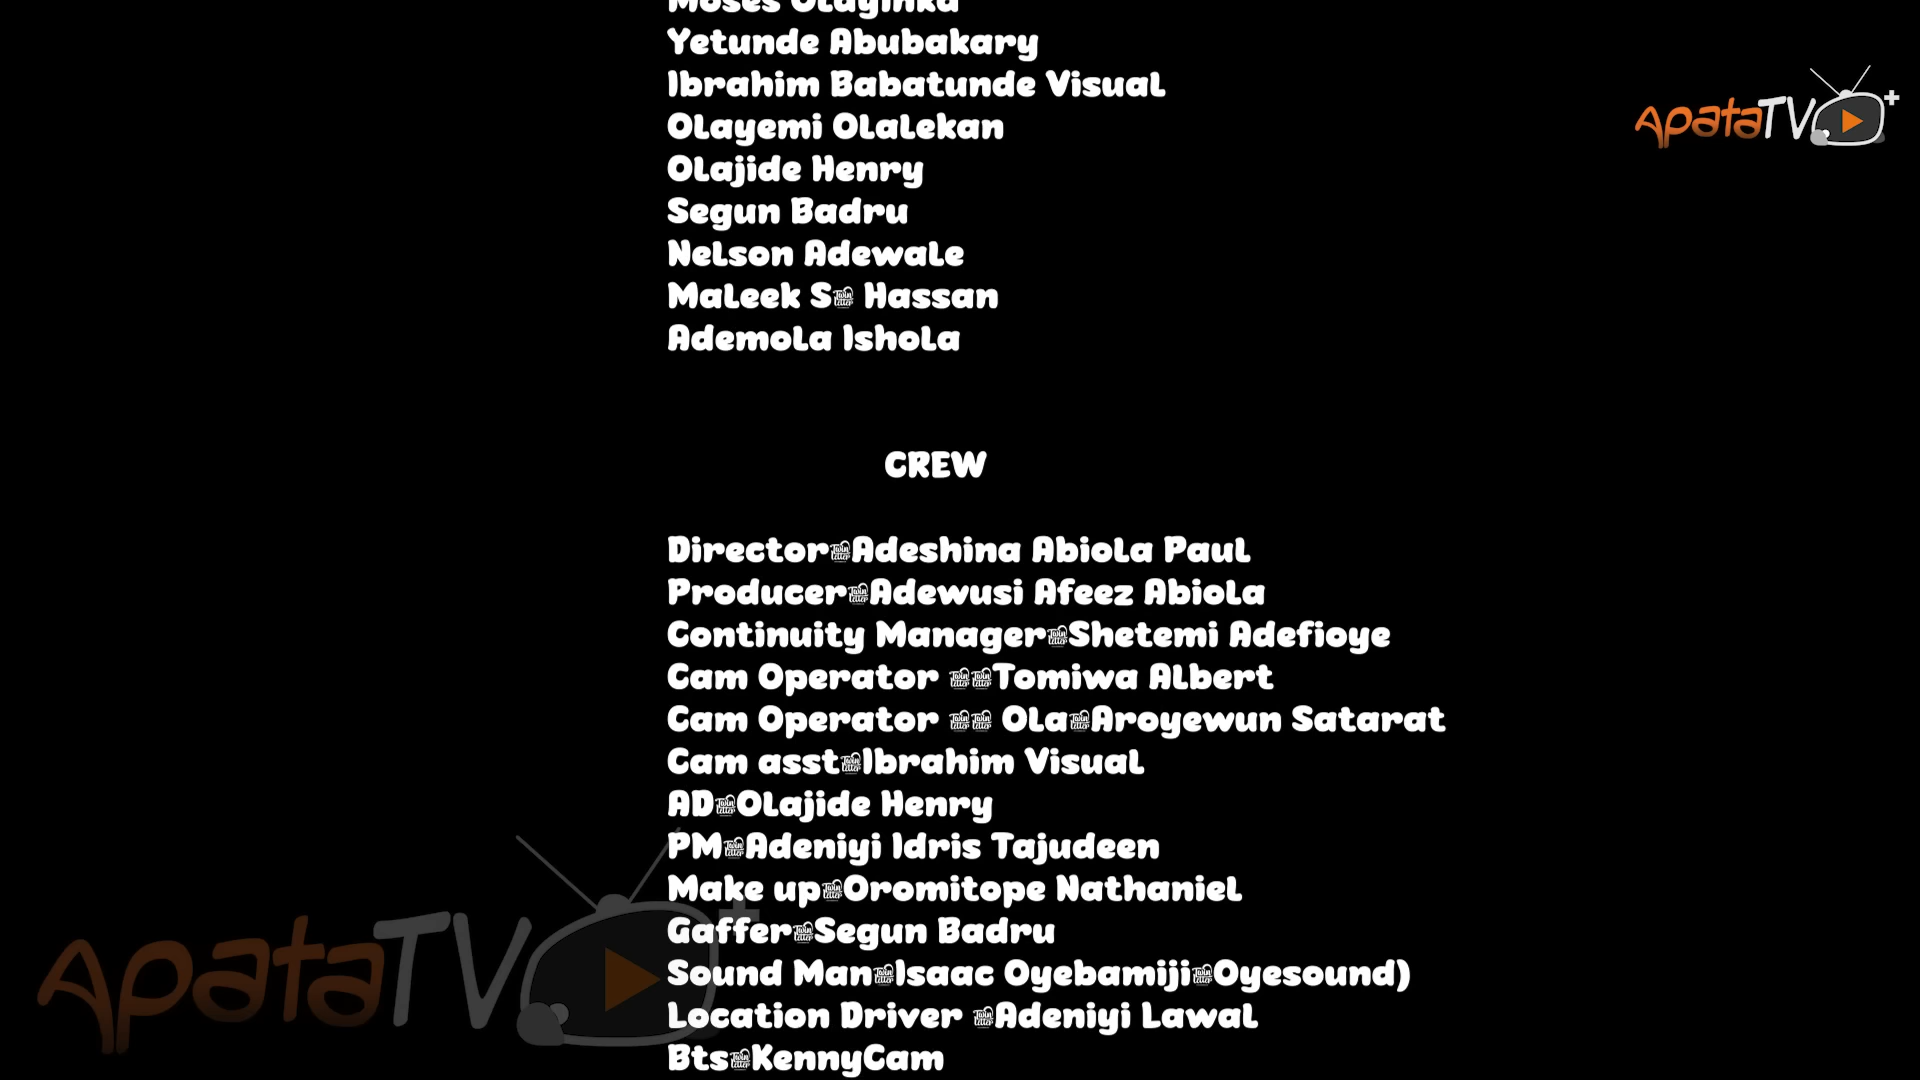 Moses Olayinka
Yetunde Abubakary
Ibrahim Babatunde Visual
Olayemi Olalekan
Olajide Henry
Segun Badru
Nelson Adewale
Maleek S Hassan
Ademola Ishola
ApataTV+
CREW
Director Adeshina Abiola Paul
Producer Adewusi Afeez Abiola
Continuity Manager Shetemi Adefioye
Cam Operator Tomiwa Albert
Cam Operator Ola Aroyewun Satarat
Cam asst Ibrahim Visual
AD Olajide Henry
PM Adeniyi Idris Tajudeen
Make up Oromitope Nathaniel
Gaffer Segun Badru
Sound Man Isaac Oyebamiji Oyesound)
Location Driver Adeniyi Lawal
Bts KennyCam
ApataTV+